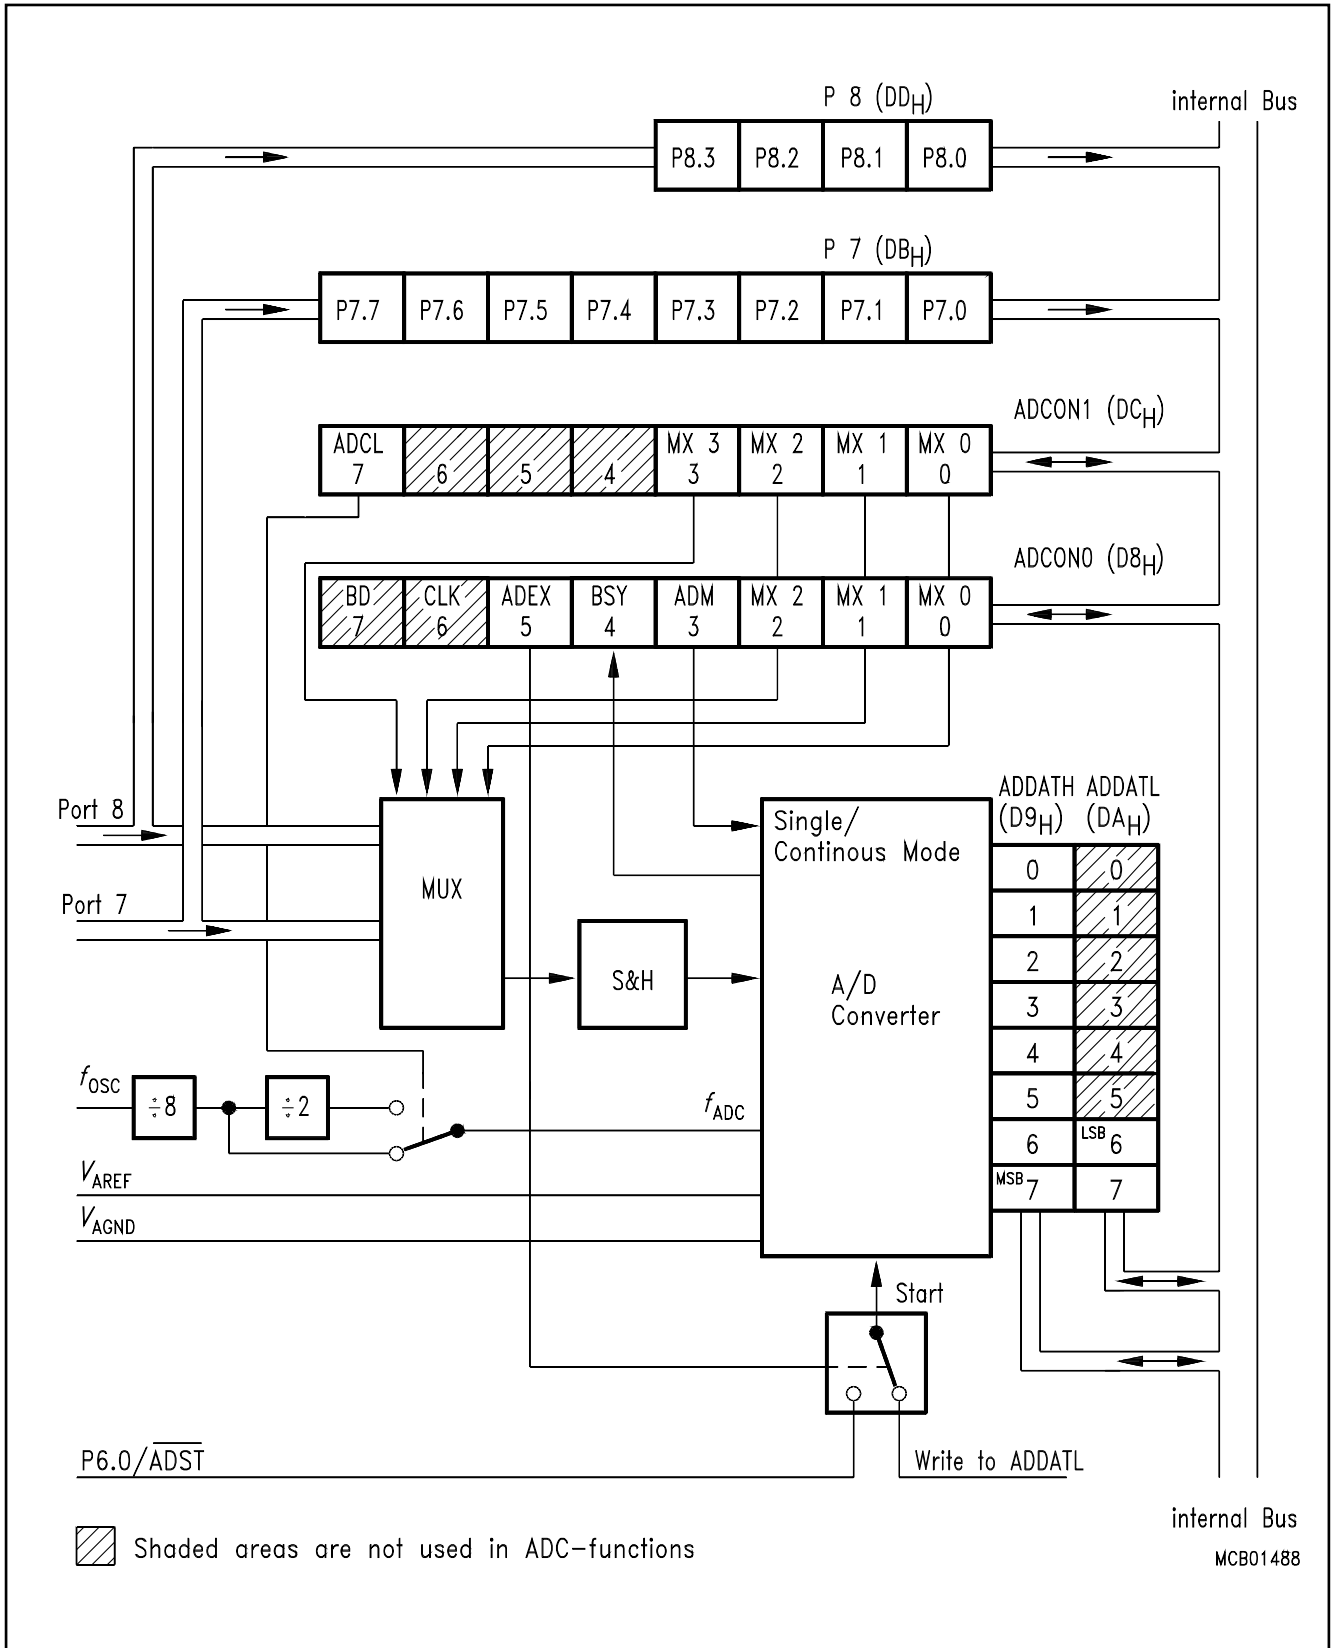 P 8 (DDH)
internal Bus
P8.3 P8.2 P8.1 P8.0
P 7 (DBH)
P7.7 P7.6 P7.5 P7.4 P7.3 P7.2 P7.1 P7.0
ADCON1 (DCH)
ADCL MX 3 MX 2 MX 1 MX 0
7 6 5 4 3 2 1 0
ADCON0 (D8H)
BD CLK ADEX BSY ADM MX 2 MX 1 MX 0
7 6 5 4 3 2 1 0
Port 8
Port 7
MUX
S&H
Single/
Continous Mode
A/D
Converter
ADDATH ADDATL
(D9H) (DAH)
0 0
1 1
2 2
3 3
4 4
5 5
6 LSB 6
MSB 7 7
fOSC
÷8
÷2
fADC
VAREF
VAGND
Start
P6.0/ADST
Write to ADDATL
internal Bus
Shaded areas are not used in ADC-functions
MCB01488